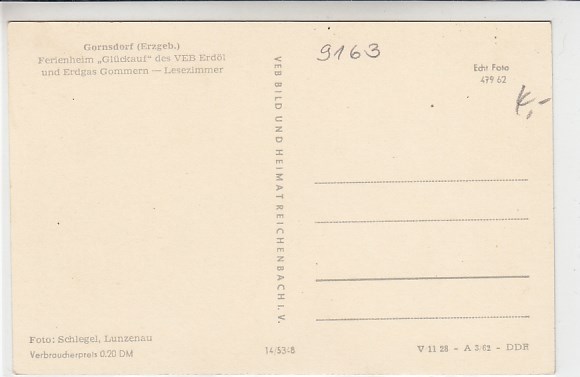 Gornsdorf (Erzgeb.)
Ferienheim „Glückauf" des VEB Erdöl
und Erdgas Gommern — Lesezimmer
VEB BILD UND HEIMAT REICHENBACH I. V.
9163
Echt Foto
479 62
4,-
Foto: Schlegel, Lunzenau
Verbraucherpreis 0.20 DM
14/53-8
V 11 28 - A 3/62 - DDR